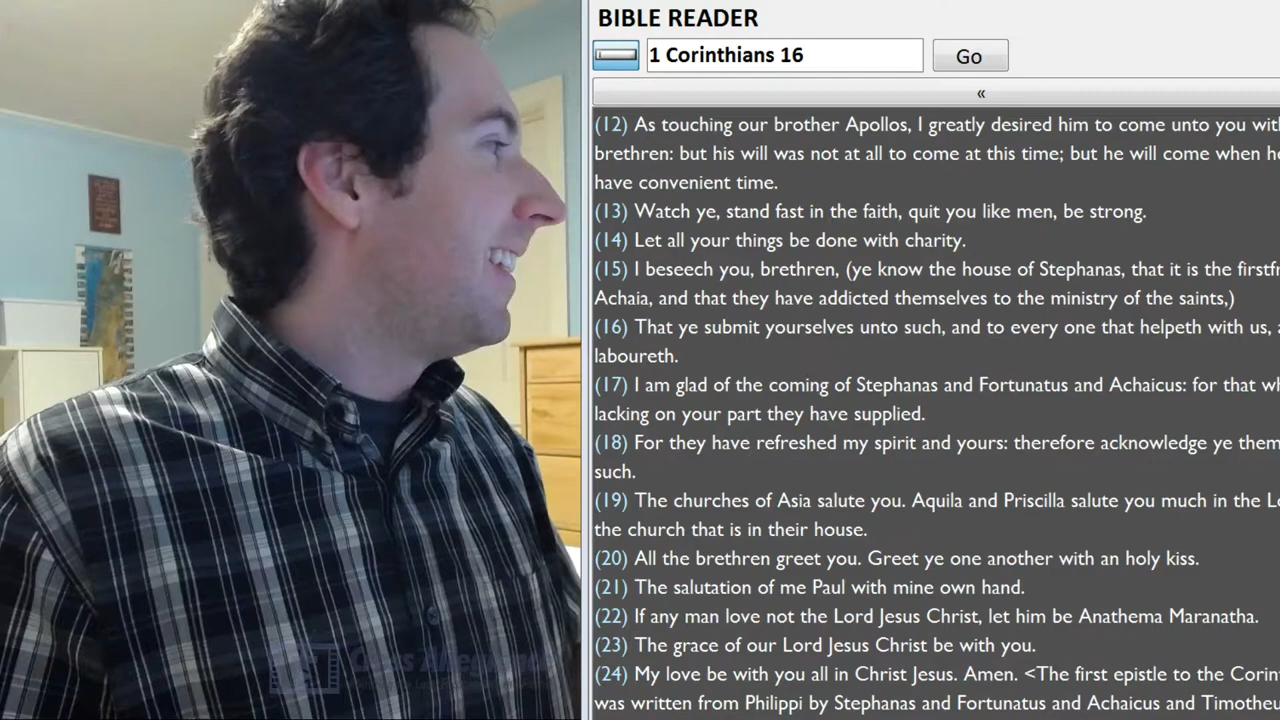 BIBLE READER
1 Corinthians 16
Go
«
(12) As touching our brother Apollos, I greatly desired him to come unto you with
brethren: but his will was not at all to come at this time; but he will come when he
have convenient time.
(13) Watch ye, stand fast in the faith, quit you like men, be strong.
(14) Let all your things be done with charity.
(15) I beseech you, brethren, (ye know the house of Stephanas, that it is the firstfr
Achaia, and that they have addicted themselves to the ministry of the saints,)
(16) That ye submit yourselves unto such, and to every one that helpeth with us,
laboureth.
(17) I am glad of the coming of Stephanas and Fortunatus and Achaicus: for that wh
lacking on your part they have supplied.
(18) For they have refreshed my spirit and yours: therefore acknowledge ye them
such.
(19) The churches of Asia salute you. Aquila and Priscilla salute you much in the Lo
the church that is in their house.
(20) All the brethren greet you. Greet ye one another with an holy kiss.
(21) The salutation of me Paul with mine own hand.
(22) If any man love not the Lord Jesus Christ, let him be Anathema Maranatha.
(23) The grace of our Lord Jesus Christ be with you.
(24) My love be with you all in Christ Jesus. Amen. <The first epistle to the Corin
was written from Philippi by Stephanas and Fortunatus and Achaicus and Timotheu